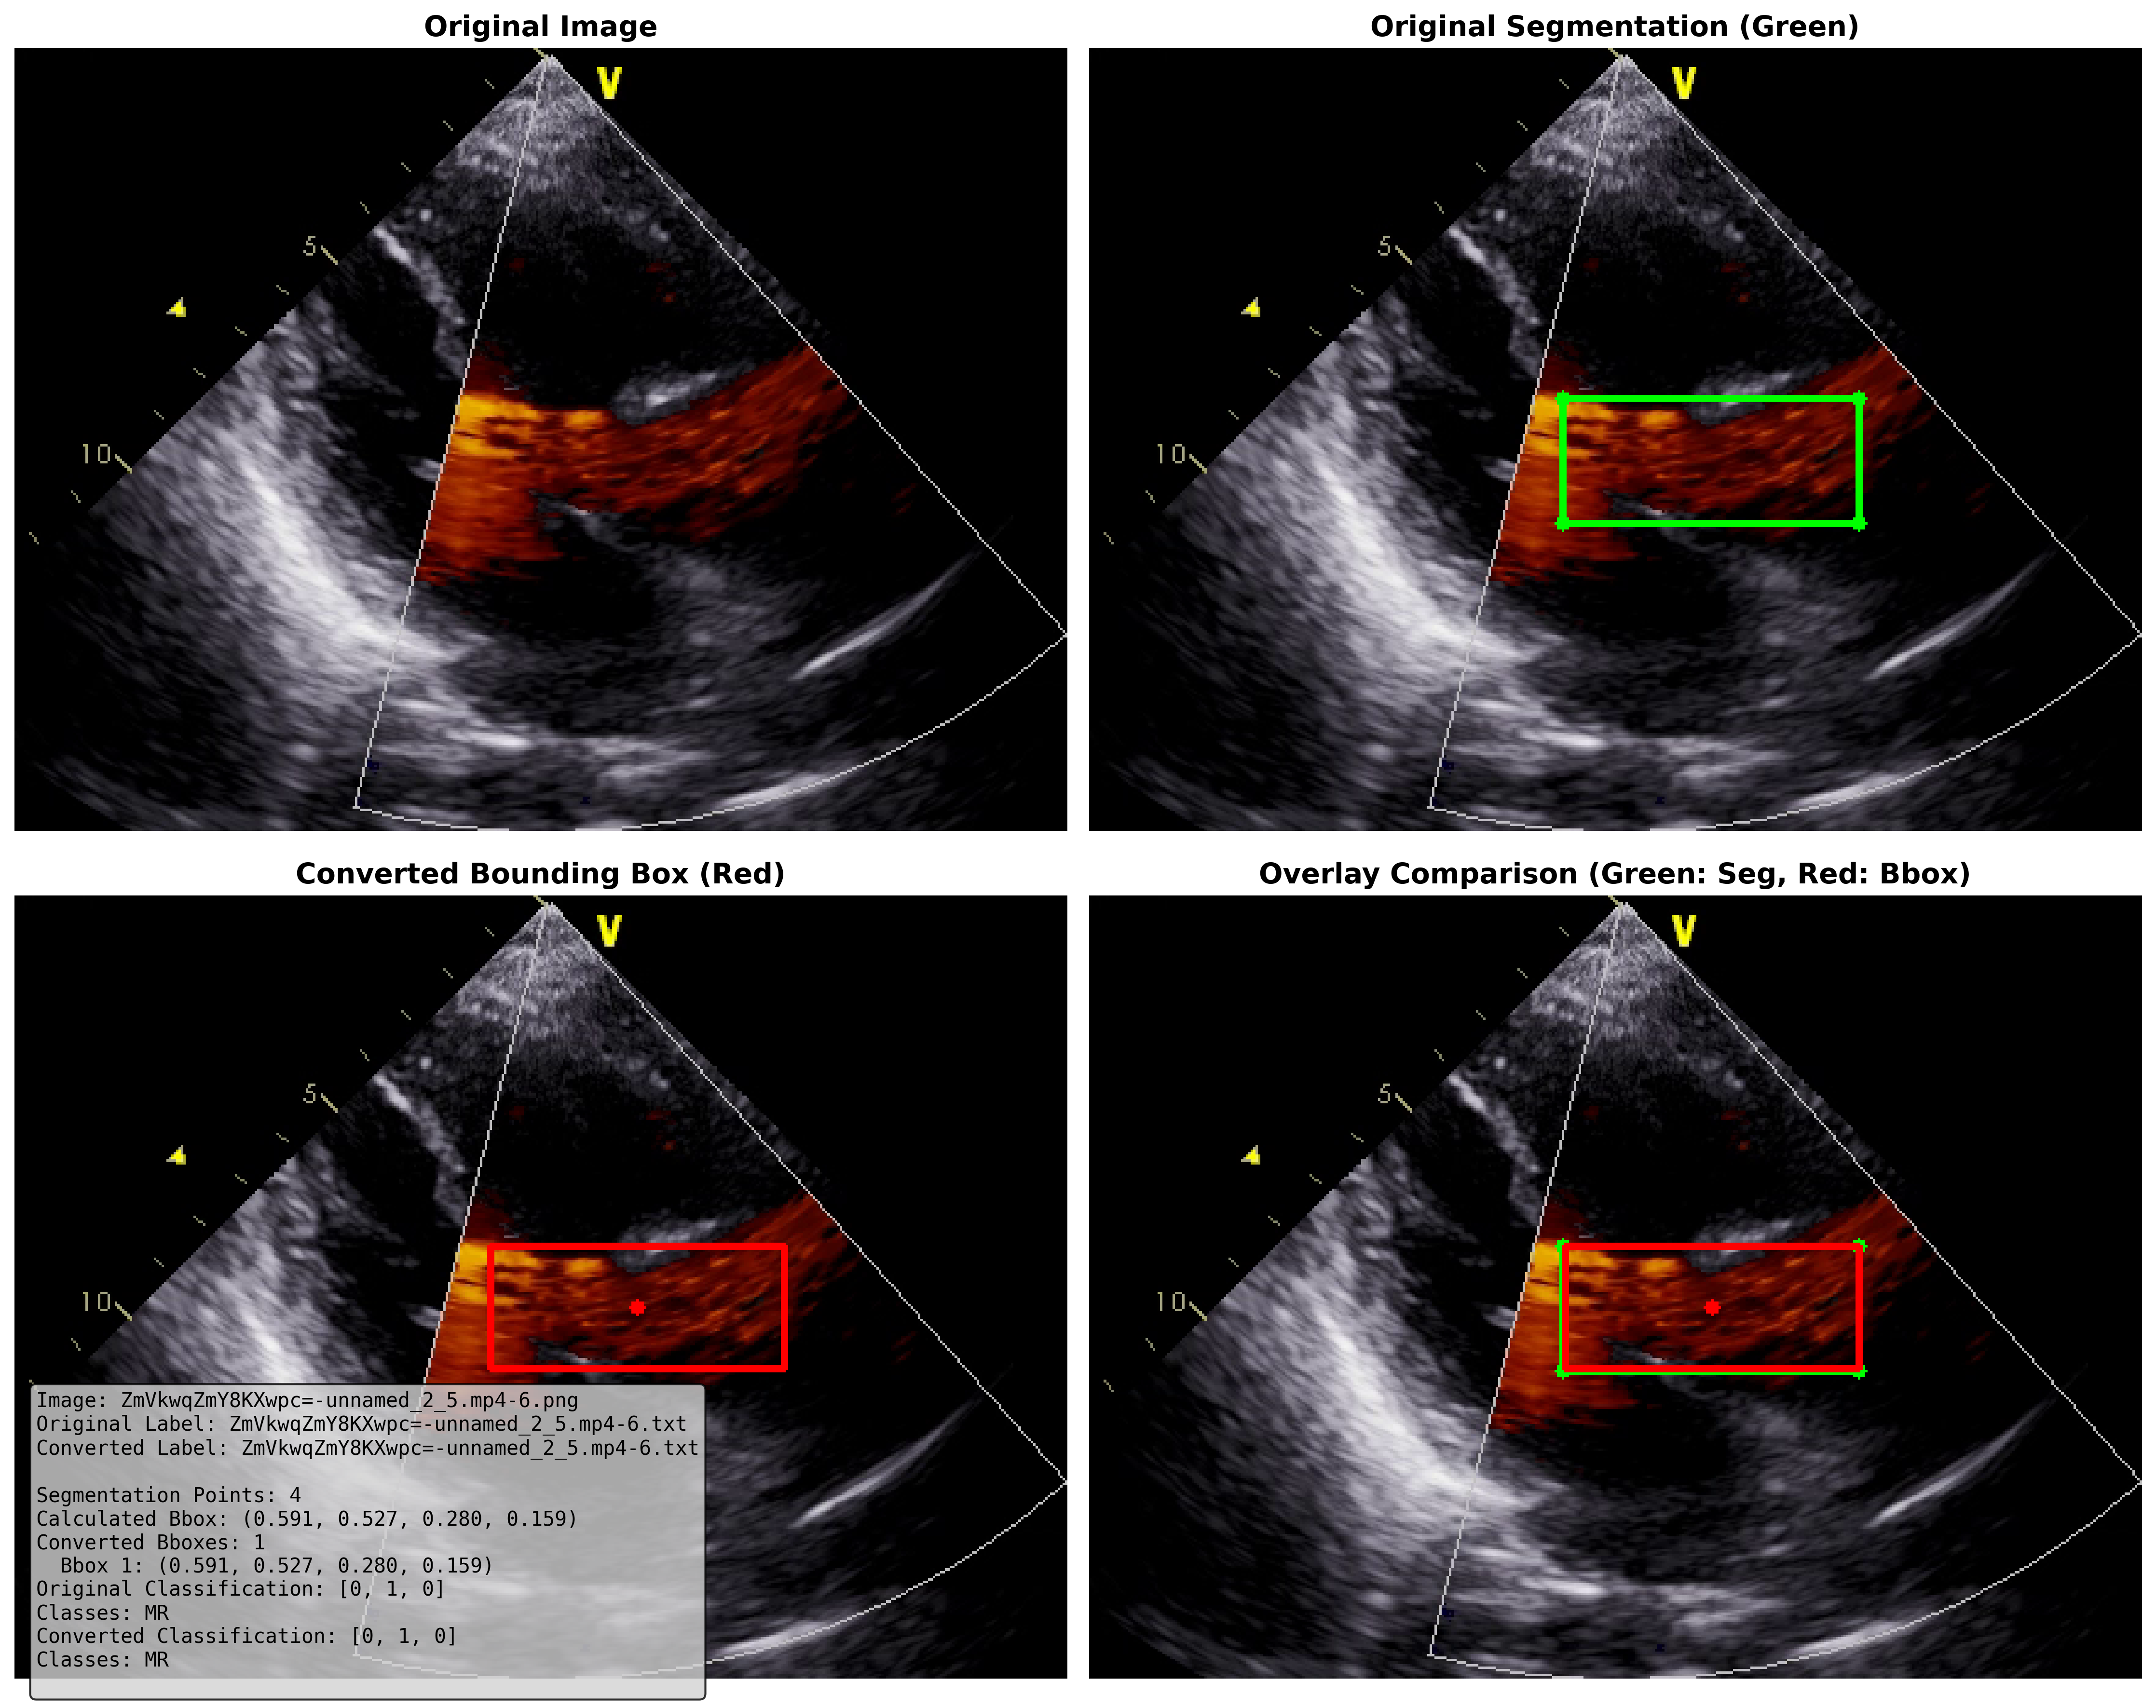 Original Image
Original Segmentation (Green)
V
5
10
V
5
10
Converted Bounding Box (Red)
Overlay Comparison (Green: Seg, Red: Bbox)
V
5
10
V
5
10
Image: ZmVkwqZmY8KXwpc=-unnamed_2_5.mp4-6.png
Original Label: ZmVkwqZmY8KXwpc=-unnamed_2_5.mp4-6.txt
Converted Label: ZmVkwqZmY8KXwpc=-unnamed_2_5.mp4-6.txt
Segmentation Points: 4
Calculated Bbox: (0.591, 0.527, 0.280, 0.159)
Converted Bboxes: 1
Bbox 1: (0.591, 0.527, 0.280, 0.159)
Original Classification: [0, 1, 0]
Classes: MR
Converted Classification: [0, 1, 0]
Classes: MR